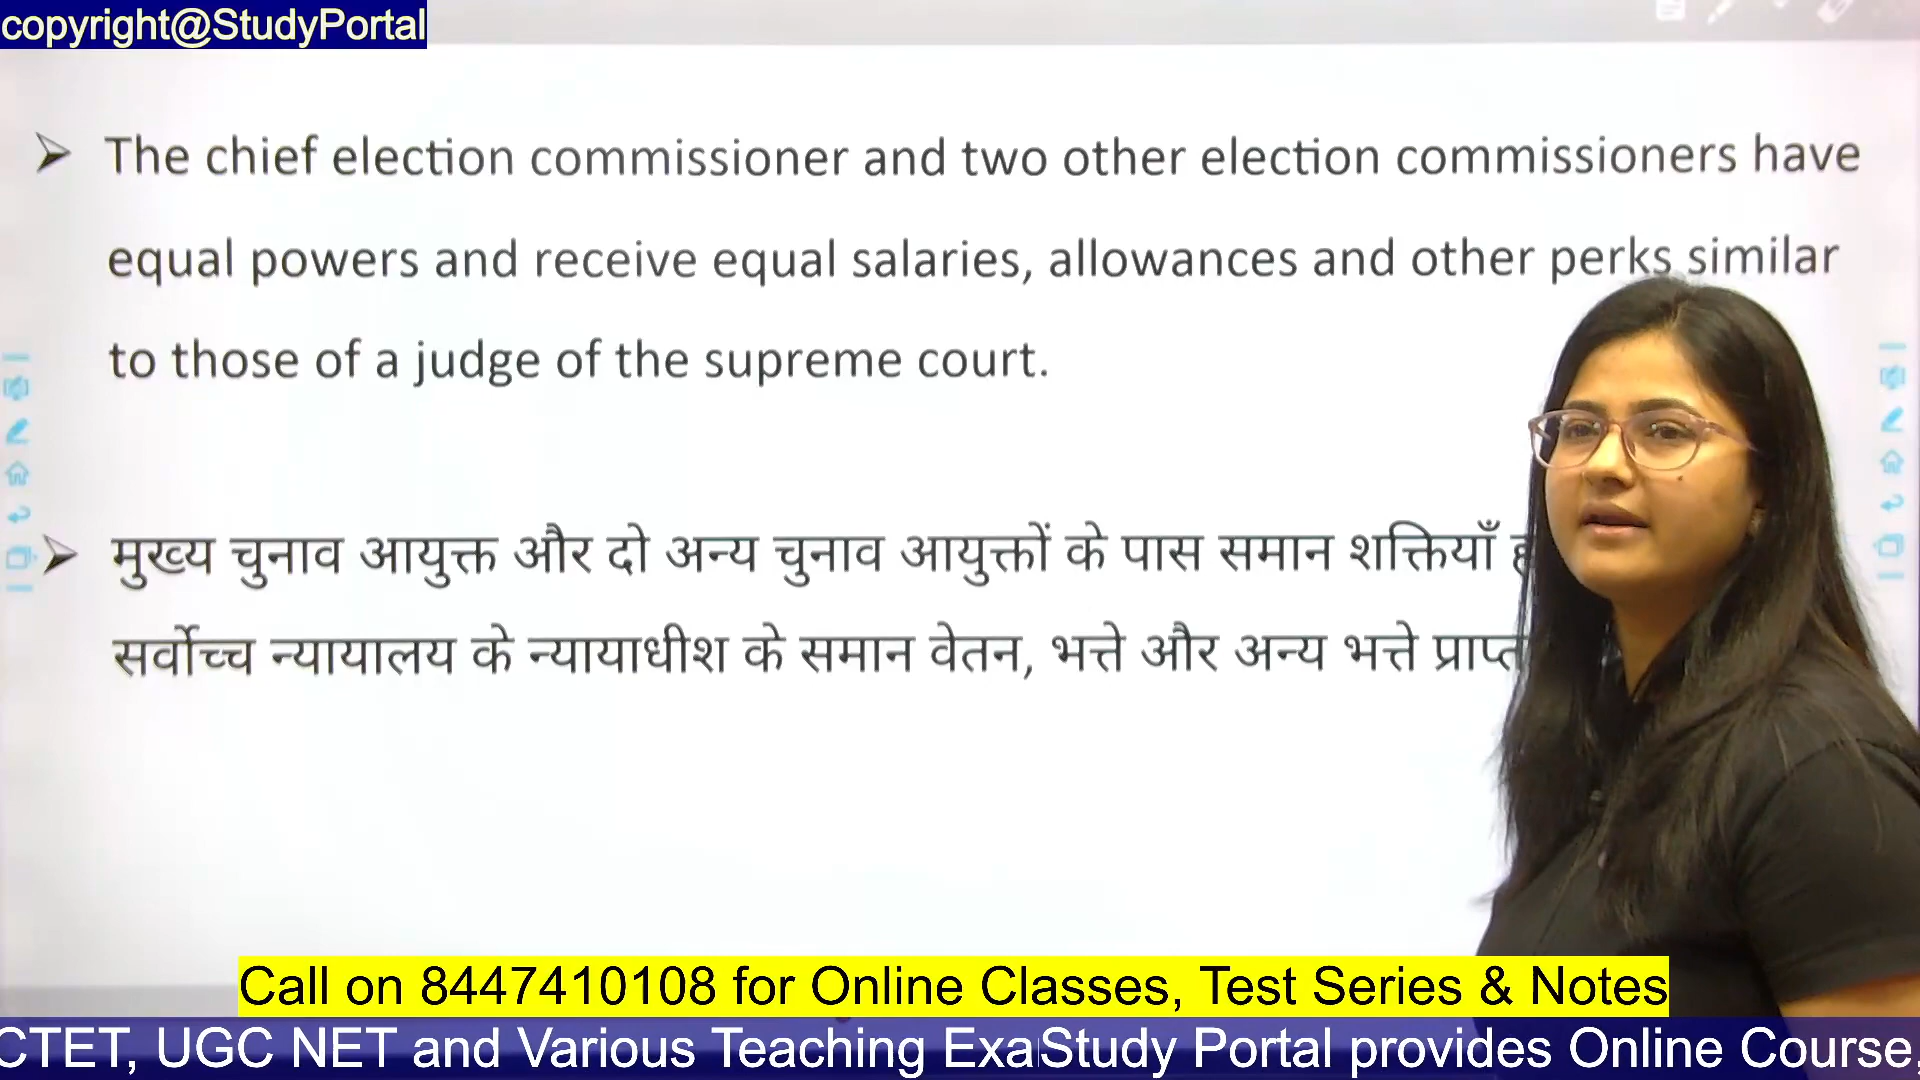 copyright@StudyPortal
➢ The chief election commissioner and two other election commissioners have
equal powers and receive equal salaries, allowances and other perks similar
to those of a judge of the supreme court.
➢ मुख्य चुनाव आयुक्त और दो अन्य चुनाव आयुक्तों के पास समान शक्तियाँ
सर्वोच्च न्यायालय के न्यायाधीश के समान वेतन, भत्ते और अन्य भत्ते प्राप्त
Call on 8447410108 for Online Classes, Test Series & Notes
CTET, UGC NET and Various Teaching Exa Study Portal provides Online Course,